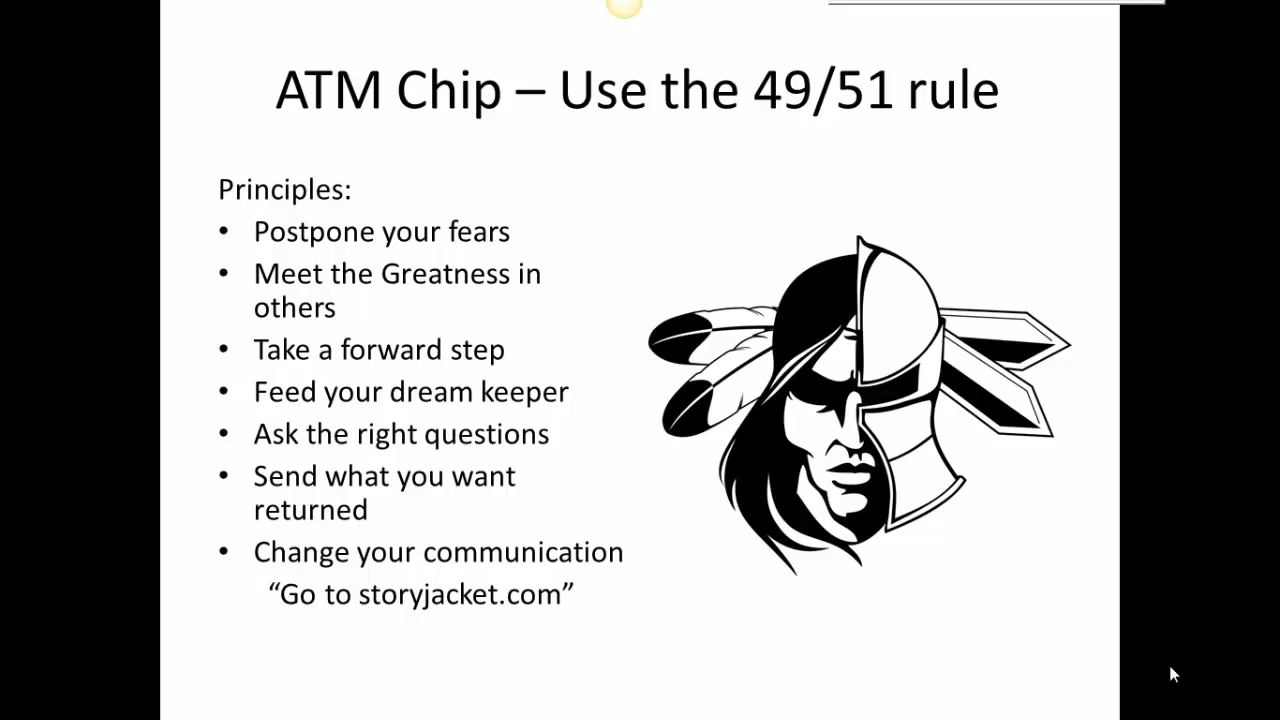 ATM Chip – Use the 49/51 rule
Principles:
• Postpone your fears
• Meet the Greatness in
others
• Take a forward step
• Feed your dream keeper
• Ask the right questions
• Send what you want
returned
• Change your communication
“Go to storyjacket.com”